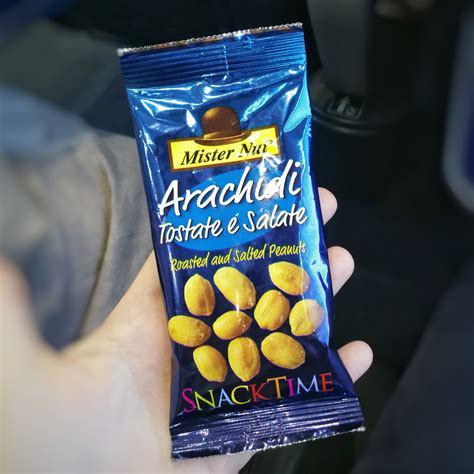 Mister Nut
Arachidi
Tostate é Salate
Roasted and Salted Peanuts
SNACKTIME